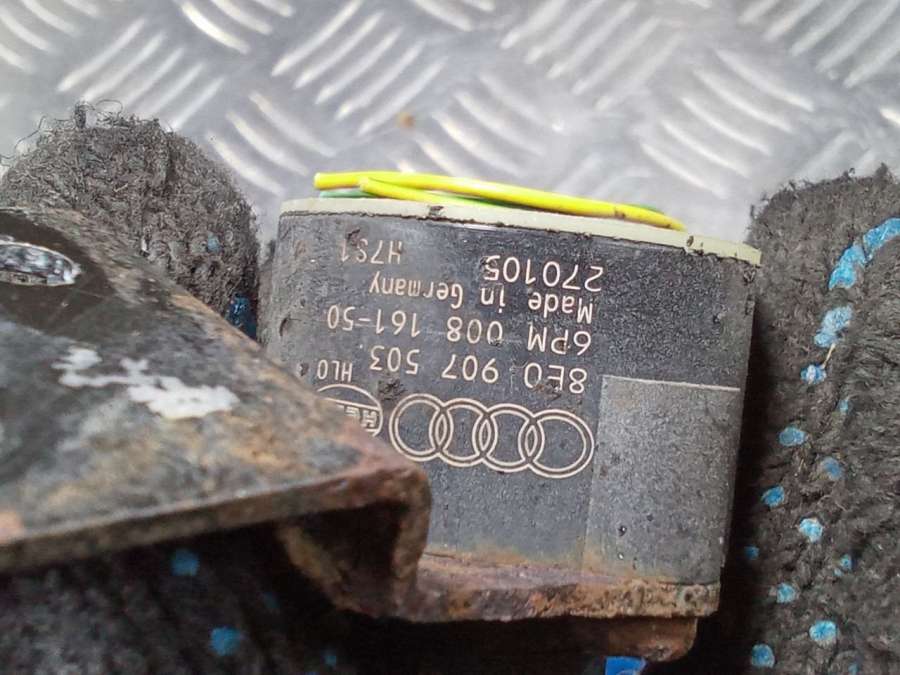 8E0 907 503
HL0
6PM 008 161-50
Made in Germany
270105
H7S1